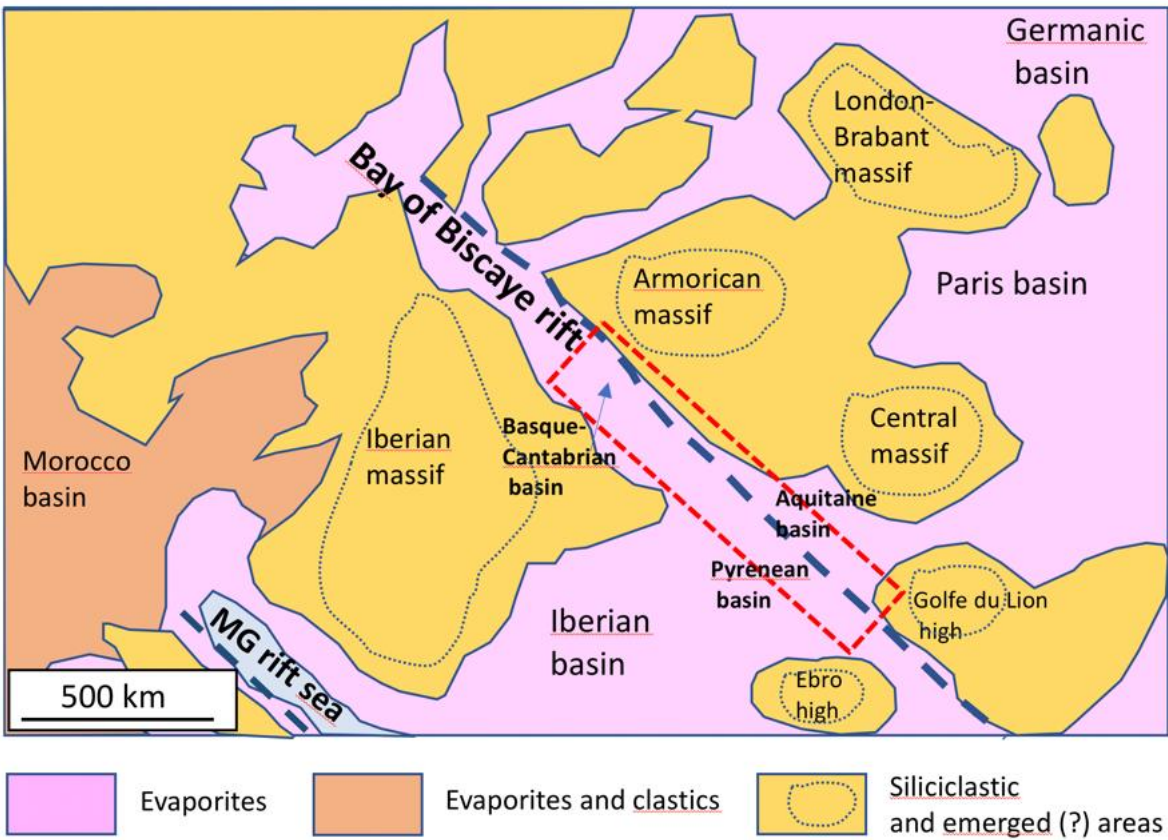 Germanic
basin
London-
Brabant
massif
Bay of Biscaye rift
Armorican
massif
Paris basin
Central
massif
Basque-
Cantabrian
basin
Iberian
massif
Morocco
basin
Aquitaine
basin
Pyrenean
basin
Golfe du Lion
high
Iberian
basin
Ebro
high
MG rift sea
500 km
Evaporites
Evaporites and clastics
Siliciclastic
and emerged (?) areas